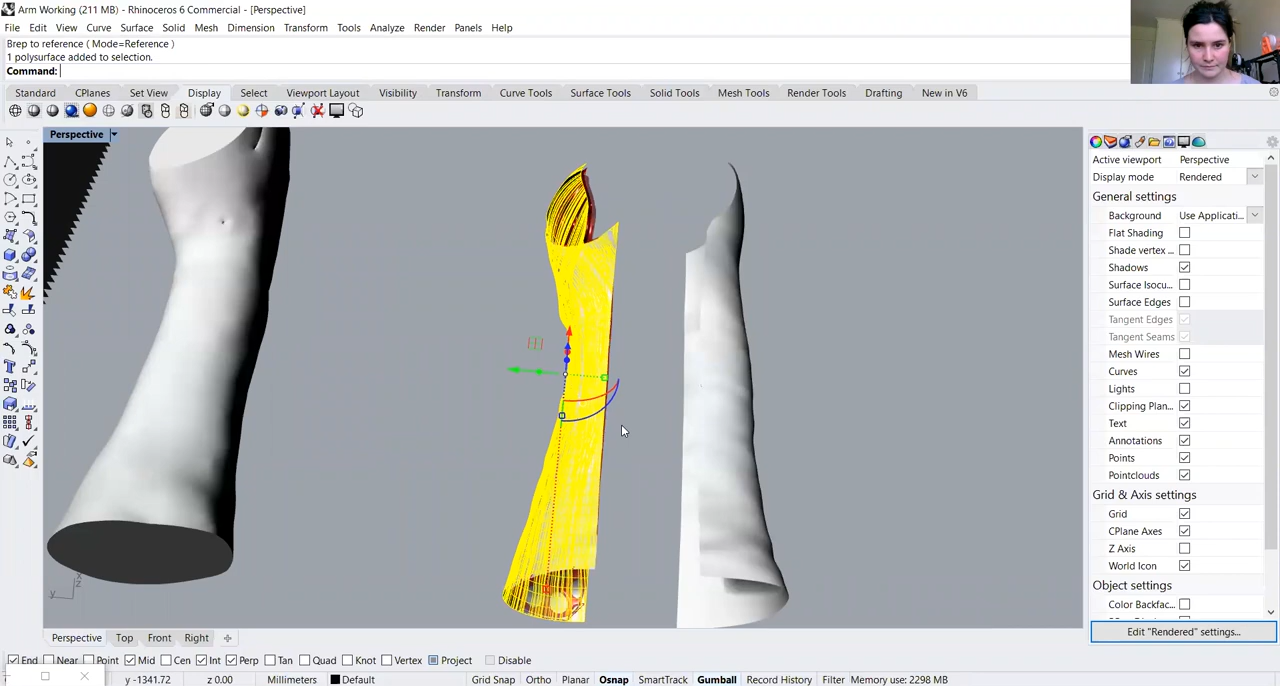 Arm Working (211 MB) - Rhinoceros 6 Commercial - [Perspective]
File Edit View Curve Surface Solid Mesh Dimension Transform Tools Analyze Render Panels Help
Brep to reference ( Mode=Reference )
1 polysurface added to selection.
Command:
Standard CPlanes Set View Display Select Viewport Layout Visibility Transform Curve Tools Surface Tools Solid Tools Mesh Tools Render Tools Drafting New in V6
Perspective
Active viewport Perspective
Display mode Rendered
General settings
Background Use Applicati...
Flat Shading
Shade vertex ...
Shadows
Surface Isocu...
Surface Edges
Tangent Edges
Tangent Seams
Mesh Wires
Curves
Lights
Clipping Plan...
Text
Annotations
Points
Pointclouds
Grid & Axis settings
Grid
CPlane Axes
Z Axis
World Icon
Object settings
Color Backfac...
Edit "Rendered" settings...
y z
Perspective Top Front Right
End Near Point Mid Cen Int Perp Tan Quad Knot Vertex Project Disable
y -1341.72 z 0.00 Millimeters Default Grid Snap Ortho Planar Osnap SmartTrack Gumball Record History Filter Memory use: 2298 MB